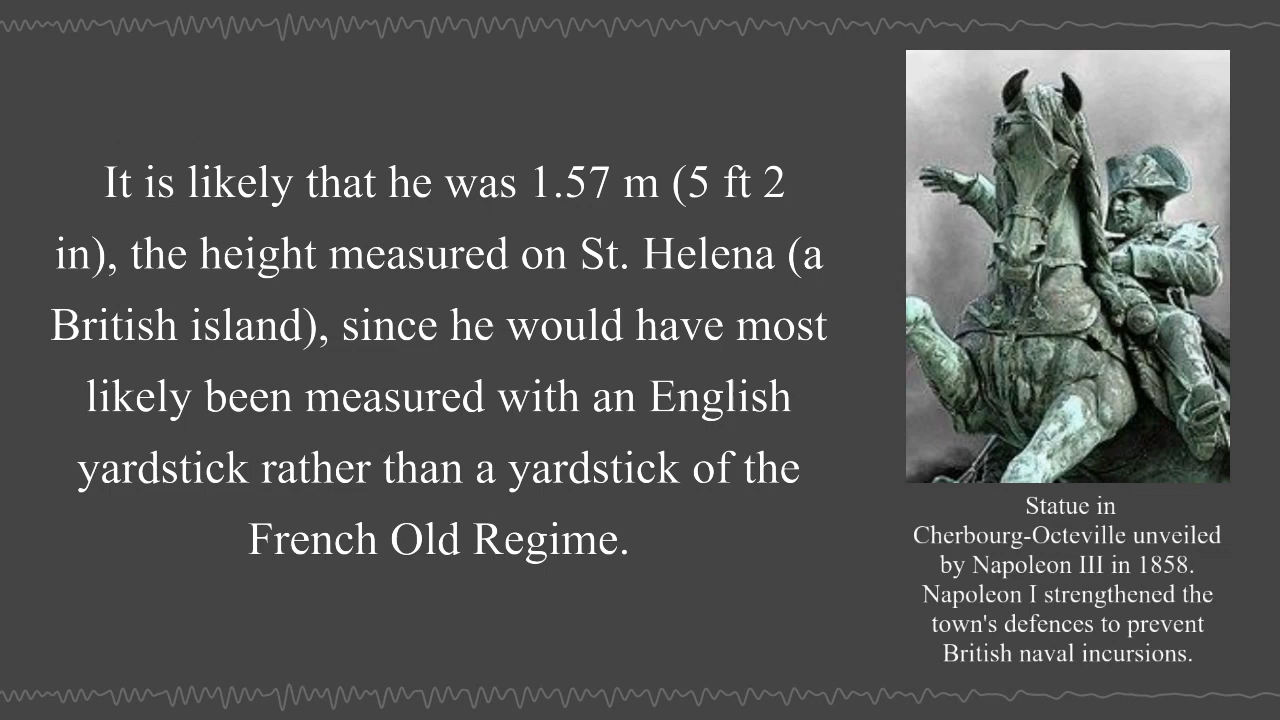 It is likely that he was 1.57 m (5 ft 2
in), the height measured on St. Helena (a
British island), since he would have most
likely been measured with an English
yardstick rather than a yardstick of the
French Old Regime.
Statue in
Cherbourg-Octeville unveiled
by Napoleon III in 1858.
Napoleon I strengthened the
town's defences to prevent
British naval incursions.